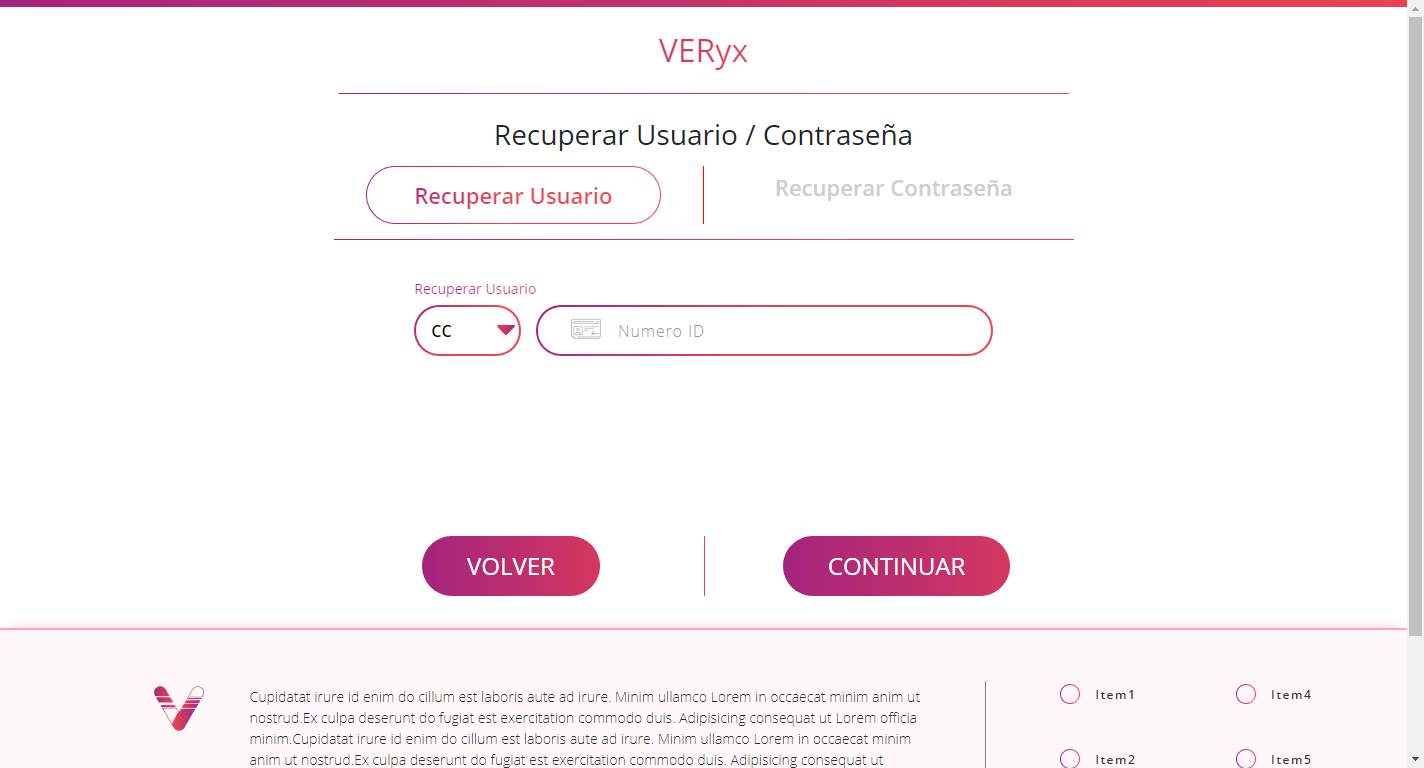 VERyx
Recuperar Usuario / Contraseña
Recuperar Usuario
Recuperar Contraseña
Recuperar Usuario
CC
Numero ID
VOLVER
CONTINUAR
Cupidatat irure id enim do cillum est laboris aute ad irure. Minim ullamco Lorem in occaecat minim anim ut
nostrud.Ex culpa deserunt do fugiat est exercitation commodo duis. Adipisicing consequat ut Lorem officia
minim.Cupidatat irure id enim do cillum est laboris aute ad irure. Minim ullamco Lorem in occaecat minim
anim ut nostrud.Ex culpa deserunt do fugiat est exercitation commodo duis. Adipisicing consequat ut
Item1
Item4
Item2
Item5